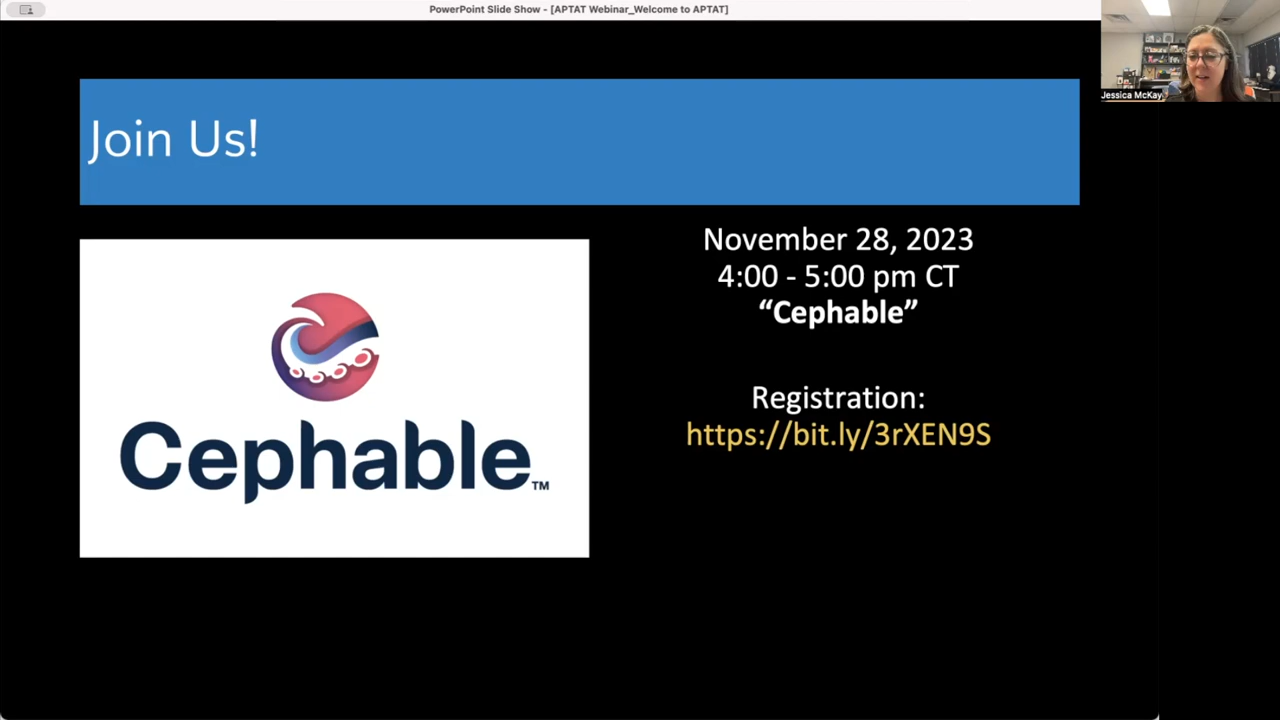 PowerPoint Slide Show - [APTAT Webinar_Welcome to APTAT]
Jessica McKay
Join Us!
November 28, 2023
4:00 - 5:00 pm CT
“Cephable”
Registration:
https://bit.ly/3rXEN9S
Cephable™